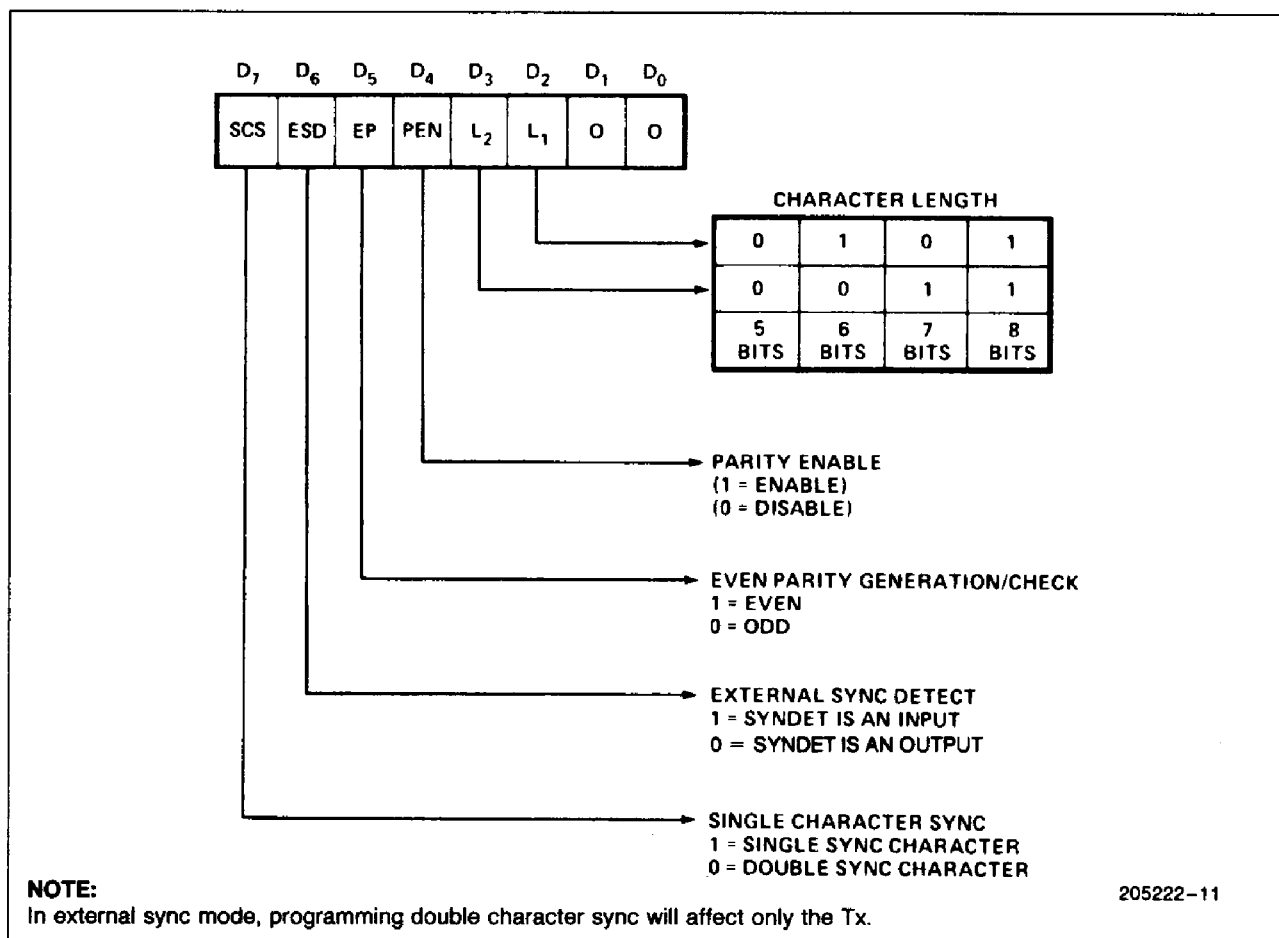 D7 D6 D5 D4 D3 D2 D1 D0
SCS ESD EP PEN L2 L1 0 0
CHARACTER LENGTH
0 1 0 1
0 0 1 1
5 BITS 6 BITS 7 BITS 8 BITS
PARITY ENABLE
(1 = ENABLE)
(0 = DISABLE)
EVEN PARITY GENERATION/CHECK
1 = EVEN
0 = ODD
EXTERNAL SYNC DETECT
1 = SYNDET IS AN INPUT
0 = SYNDET IS AN OUTPUT
SINGLE CHARACTER SYNC
1 = SINGLE SYNC CHARACTER
0 = DOUBLE SYNC CHARACTER
NOTE:
205222-11
In external sync mode, programming double character sync will affect only the Tx.